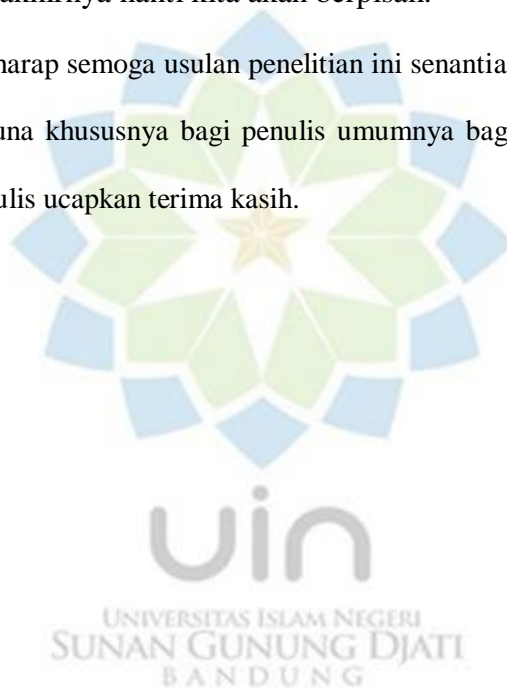 akhirnya nanti kita akan berpisah.
harap semoga usulan penelitian ini senantia
una khususnya bagi penulis umumnya bag
ulis ucapkan terima kasih.
uin
UNIVERSITAS ISLAM NEGERI
SUNAN GUNUNG DJATI
BANDUNG